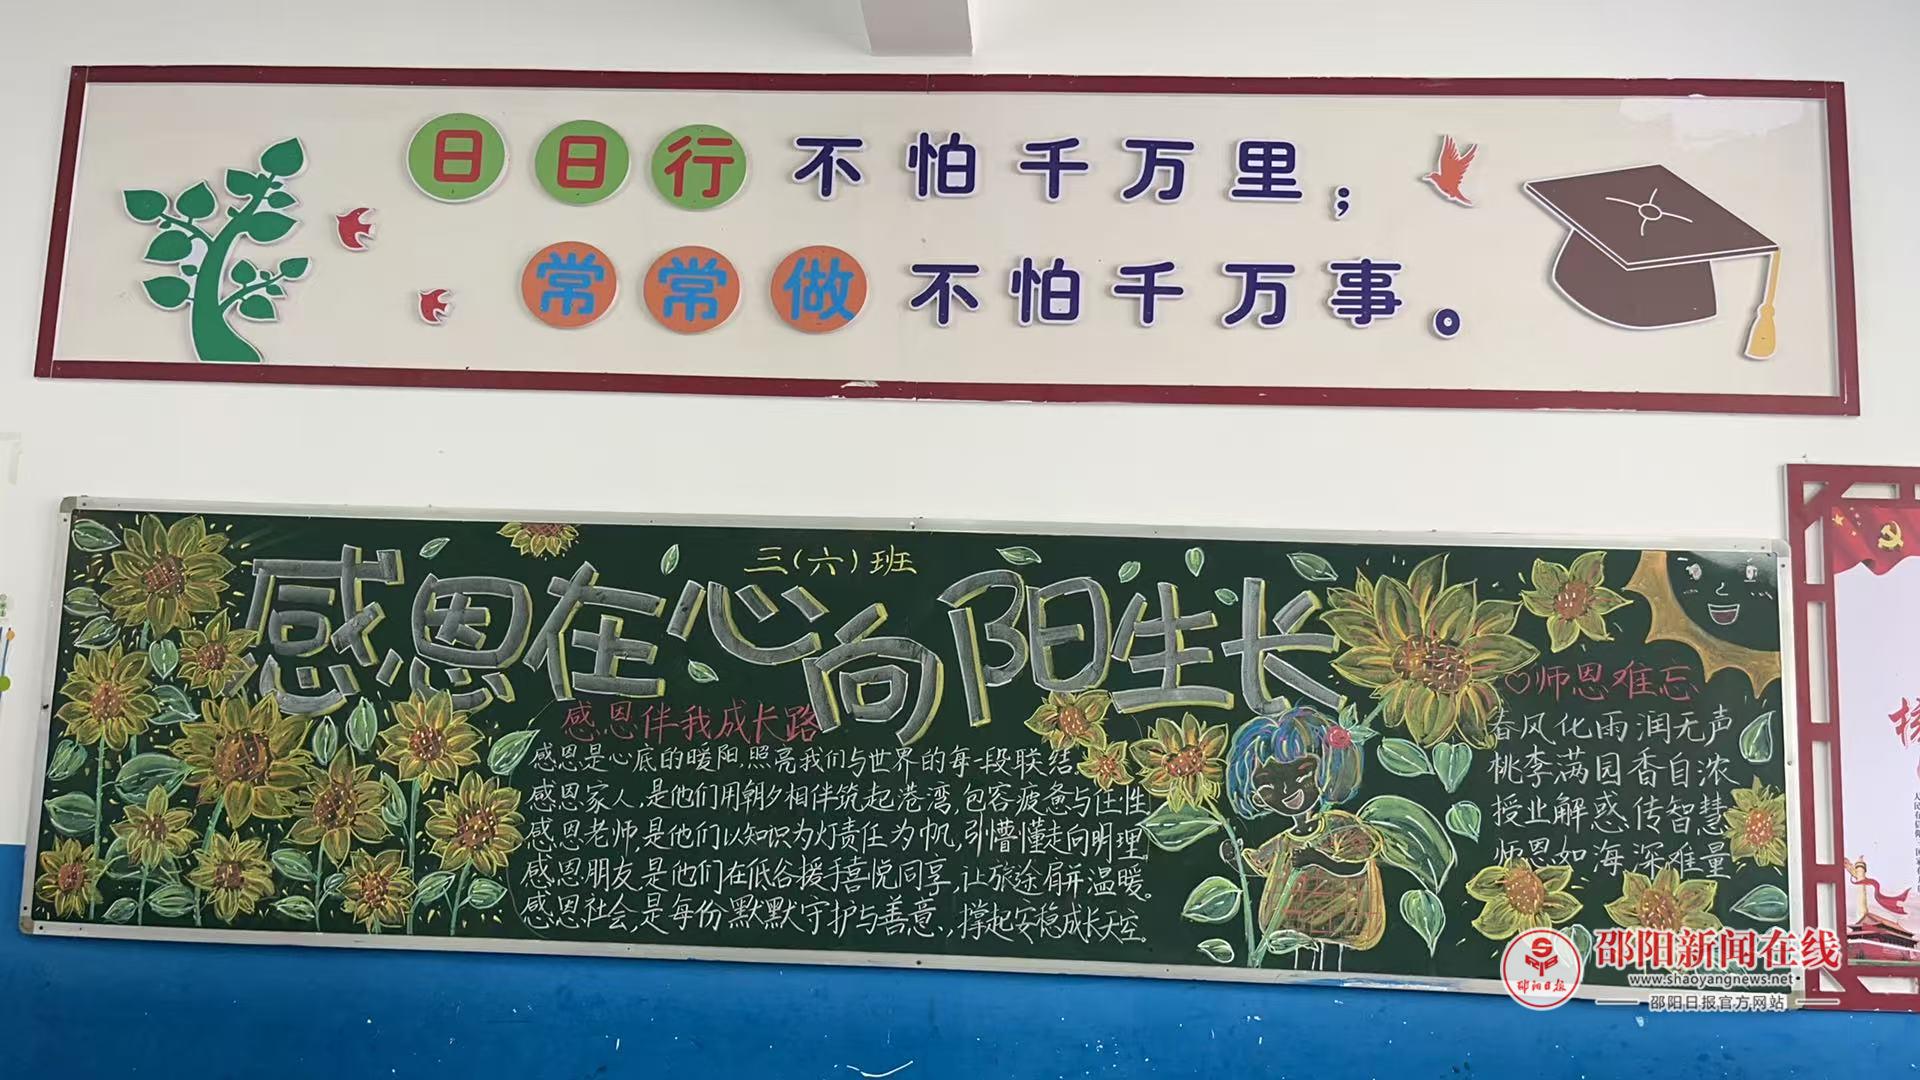 日日行不怕千万里；
常常做不怕千万事。
三(六)班
感恩在心向阳生长
感恩伴我成长路
感恩是心底的暖阳,照亮我们与世界的每一段联结。
感恩家人,是他们用朝夕相伴筑起港湾,包容疲惫与任性
感恩老师,是他们以知识为灯责任为帆,引懵懂走向明理
感恩朋友是他们在低谷援手喜悦同享,让旅途肩并温暖。
感恩社会,是每份默默守护与善意,撑起安稳成长天空。
师恩难忘
春风化雨润无声
桃李满园香自浓
授业解惑传智慧
师恩如海深难量
邵阳新闻在线
www.shaoyangnews.net
邵阳日报官方网站
邵阳日报